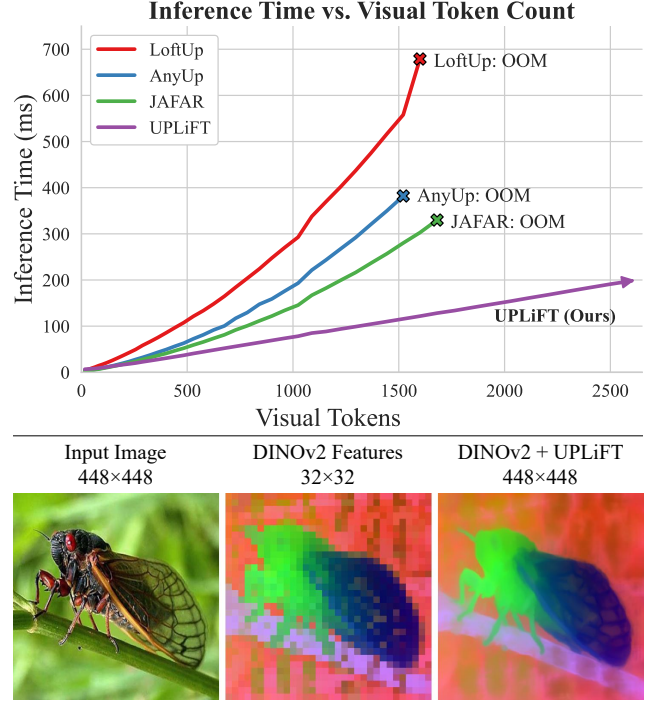 Inference Time vs. Visual Token Count
Inference Time (ms)
700
600
500
400
300
200
100
0
LoftUp
AnyUp
JAFAR
UPLiFT
LoftUp: OOM
AnyUp: OOM
JAFAR: OOM
UPLiFT (Ours)
0 500 1000 1500 2000 2500
Visual Tokens
Input Image DINOv2 Features DINOv2 + UPLiFT
448×448 32×32 448×448